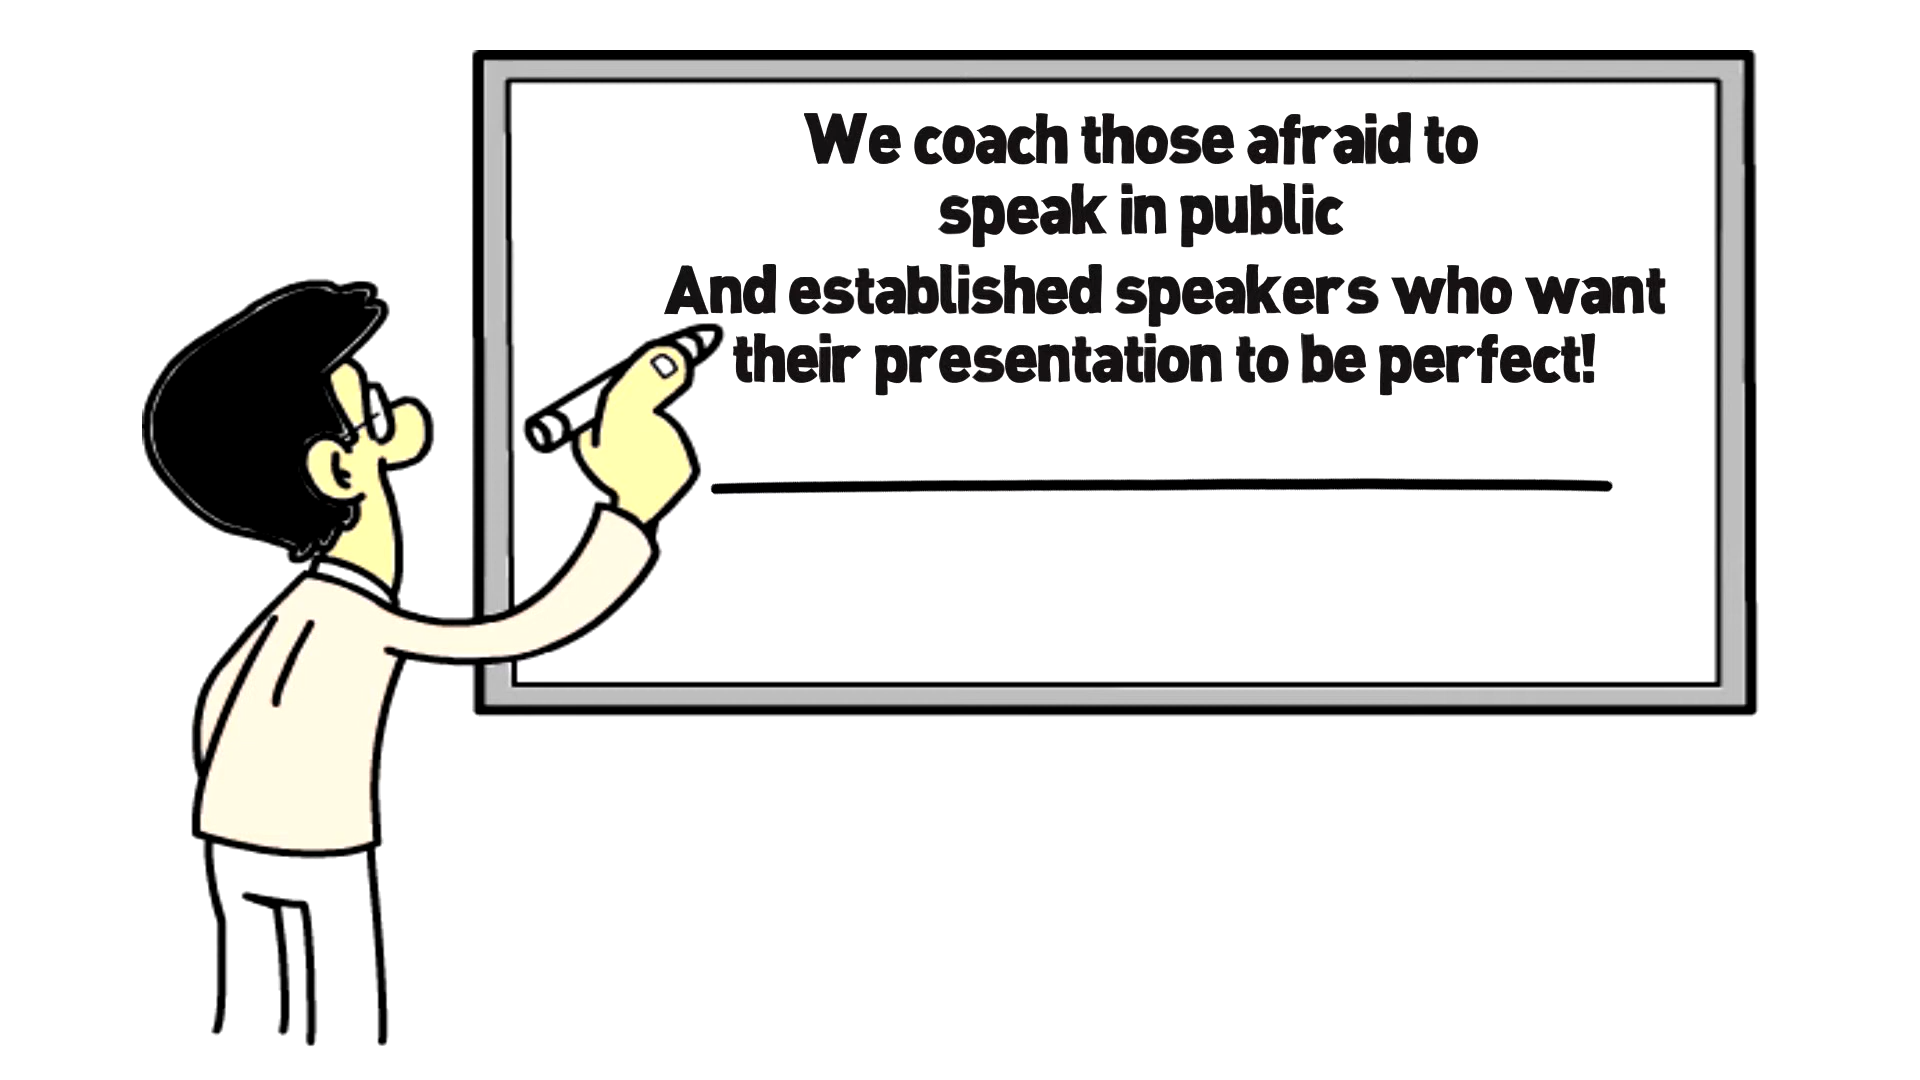 We coach those afraid to
speak in public
And established speakers who want
their presentation to be perfect!